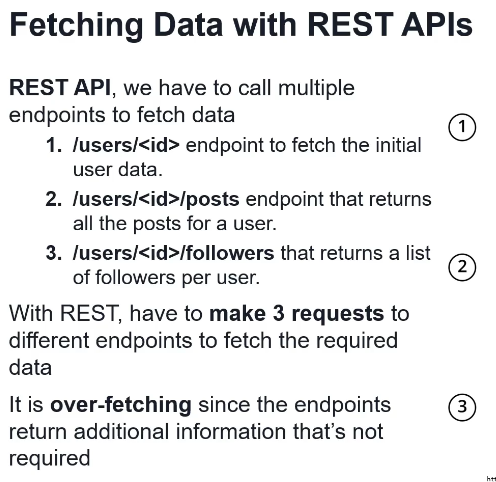 Fetching Data with REST APIs
REST API, we have to call multiple
endpoints to fetch data
1
1. /users/<id> endpoint to fetch the initial
user data.
2. /users/<id>/posts endpoint that returns
all the posts for a user.
3. /users/<id>/followers that returns a list
of followers per user.
2
With REST, have to make 3 requests to
different endpoints to fetch the required
data
It is over-fetching since the endpoints
3
return additional information that's not
required
htt